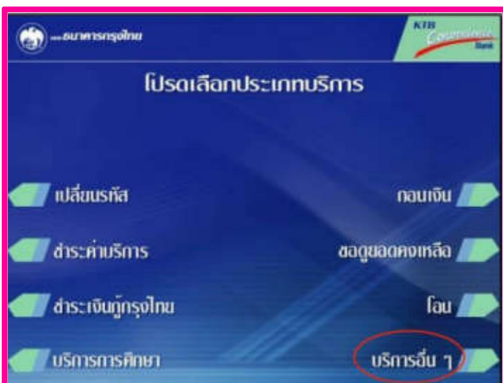 ธนาคารกรุงไทย
KTB
Convenience
Bank
โปรดเลือกประเภทบริการ
เปลี่ยนรหัส
ถอนเงิน
ชำระค่าบริการ
ขอดูยอดคงเหลือ
ชำระเงินกู้กรุงไทย
โอน
บริการการศึกษา
บริการอื่น ๆ